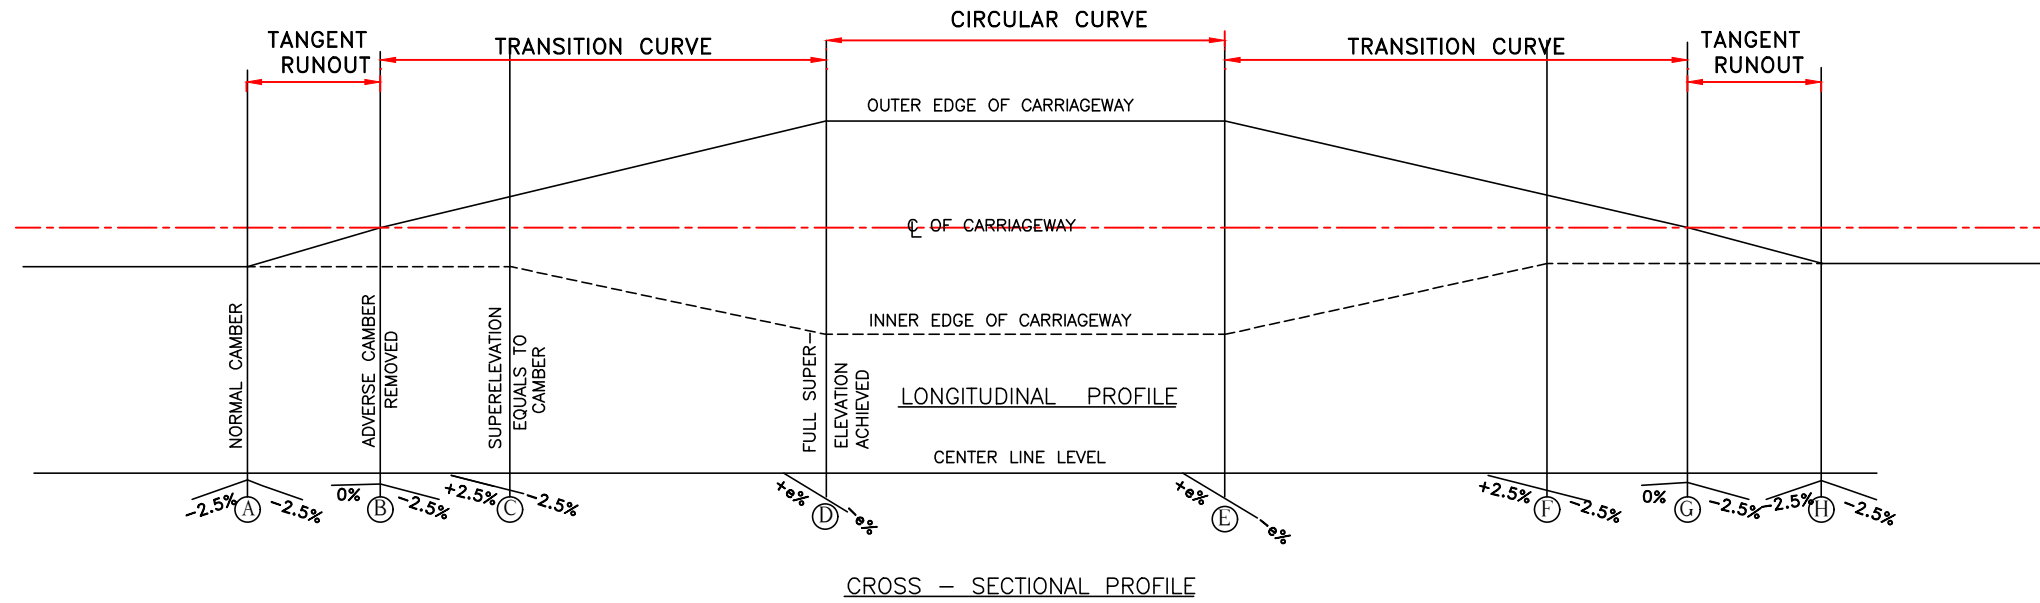 CIRCULAR CURVE
TANGENT
RUNOUT
TRANSITION CURVE
TRANSITION CURVE
TANGENT
RUNOUT
OUTER EDGE OF CARRIAGEWAY
℄ OF CARRIAGEWAY
INNER EDGE OF CARRIAGEWAY
NORMAL CAMBER
ADVERSE CAMBER
REMOVED
SUPERELEVATION
EQUALS TO
CAMBER
FULL SUPER-
ELEVATION
ACHIEVED
LONGITUDINAL PROFILE
CENTER LINE LEVEL
-2.5%
A
-2.5%
0%
B
-2.5%
+2.5%
C
-2.5%
+e%
D
-e%
+e%
E
-e%
+2.5%
F
-2.5%
0%
G
-2.5%
-2.5%
H
-2.5%
CROSS - SECTIONAL PROFILE